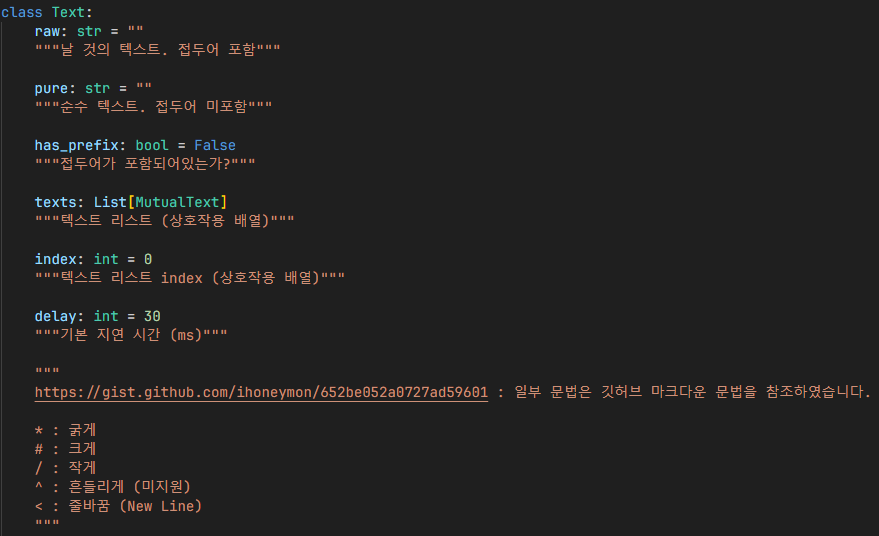 class Text:
raw: str = ""
"""날 것의 텍스트. 접두어 포함"""
pure: str = ""
"""순수 텍스트. 접두어 미포함"""
has_prefix: bool = False
"""접두어가 포함되어있는가?"""
texts: List[MutualText]
"""텍스트 리스트 (상호작용 배열)"""
index: int = 0
"""텍스트 리스트 index (상호작용 배열)"""
delay: int = 30
"""기본 지연 시간 (ms)"""
"""
https://gist.github.com/ihoneymon/652be052a0727ad59601 : 일부 문법은 깃허브 마크다운 문법을 참조하였습니다.
* : 굵게
# : 크게
/ : 작게
^ : 흔들리게 (미지원)
< : 줄바꿈 (New Line)
"""